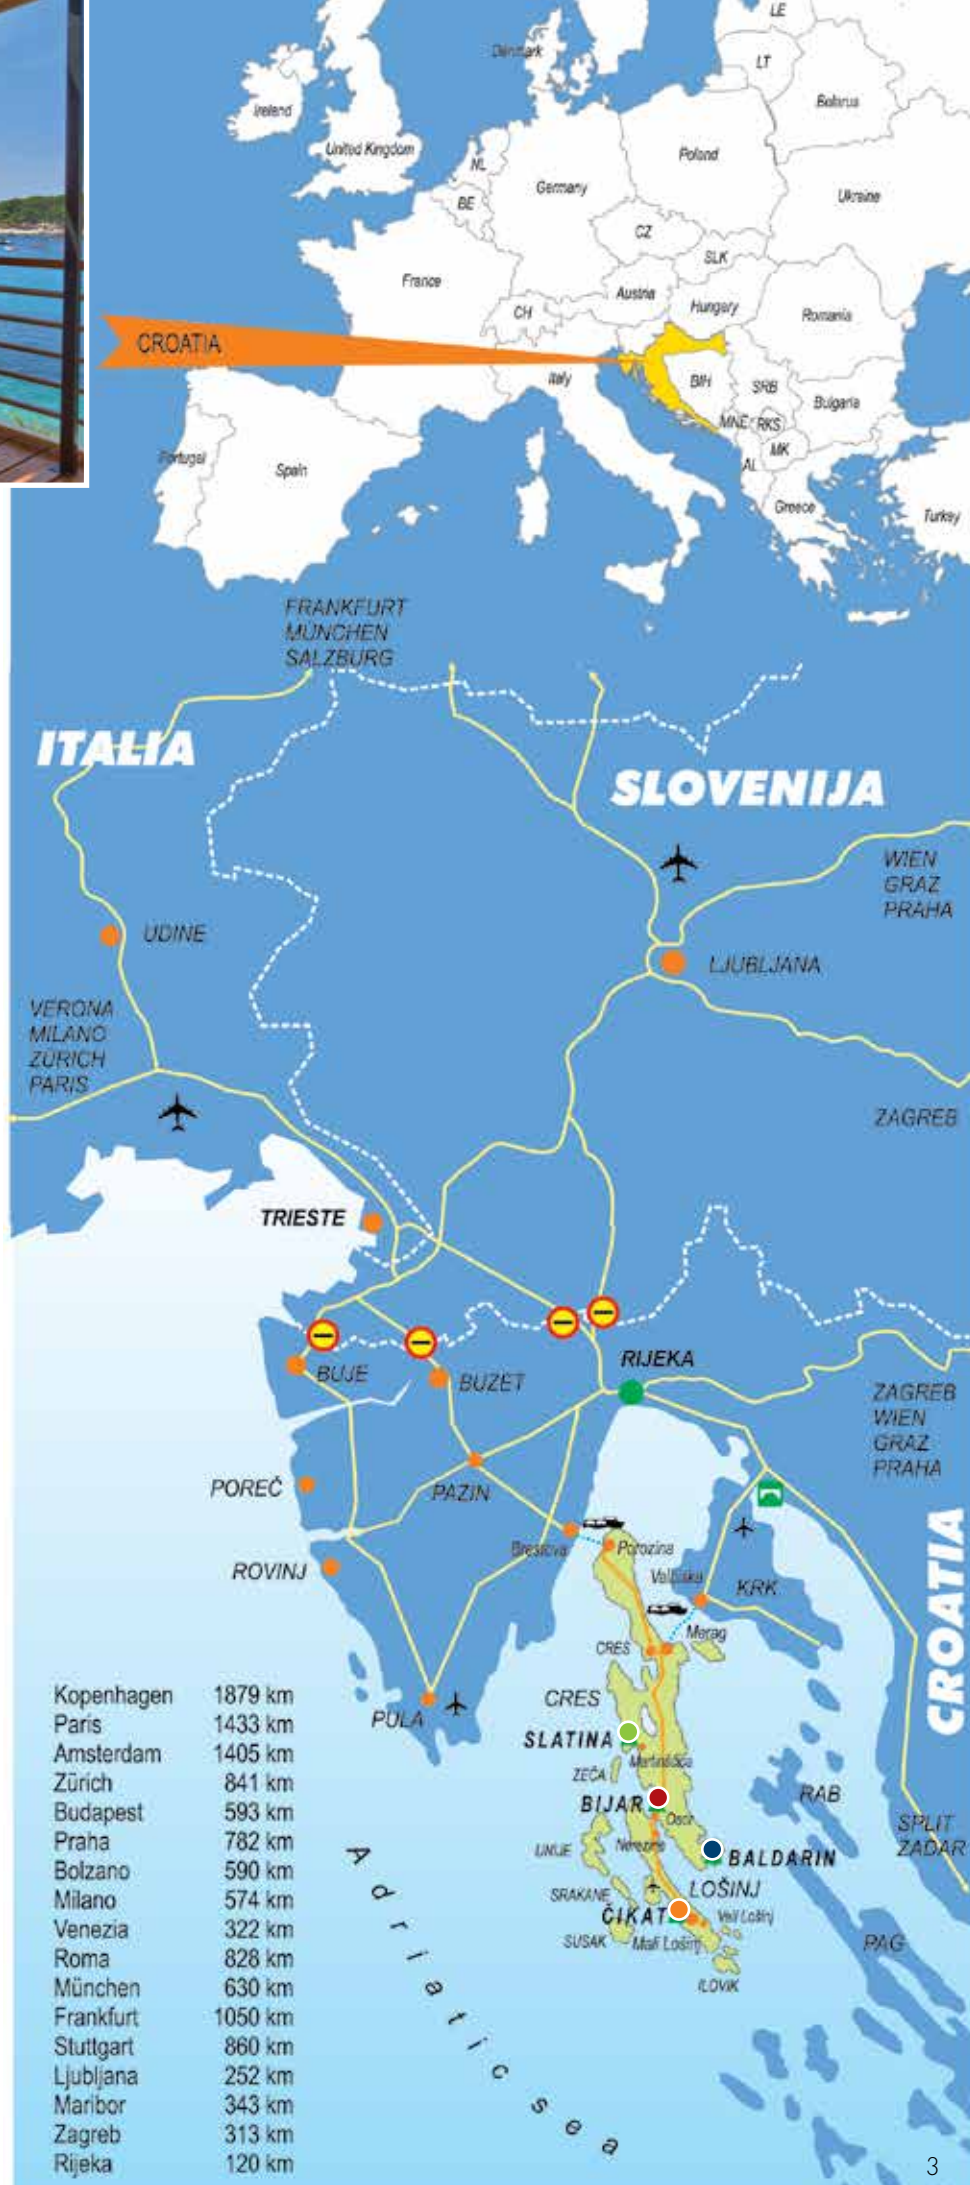 LE
Denmark
LT
Ireland
Belarus
United Kingdom
NL
Poland
Germany
BE
Ukraine
CZ
SLK
France
Austria
CH
Hungary
Romania
CROATIA
Italy
BIH
SRB
Bulgaria
MNE
RKS
MK
AL
Portugal
Spain
Greece
Turkey
FRANKFURT
MÜNCHEN
SALZBURG
ITALIA
SLOVENIJA
WIEN
GRAZ
PRAHA
UDINE
LJUBLJANA
VERONA
MILANO
ZÜRICH
PARIS
ZAGREB
TRIESTE
RIJEKA
BUJE
BUZET
ZAGREB
WIEN
GRAZ
PRAHA
POREČ
PAZIN
CROATIA
Brestova
Porozina
ROVINJ
Valbiska
KRK
Merag
CRES
CRES
PULA
SLATINA
Martinšćica
ZEČA
BIJAR
Osor
RAB
SPLIT
ZADAR
UNIJE
Nerezine
BALDARIN
SRAKANE
LOŠINJ
ČIKAT
Veli Lošinj
SUSAK
Mali Lošinj
PAG
ILOVIK
Adriatic sea
Kopenhagen 1879 km
Paris 1433 km
Amsterdam 1405 km
Zürich 841 km
Budapest 593 km
Praha 782 km
Bolzano 590 km
Milano 574 km
Venezia 322 km
Roma 828 km
München 630 km
Frankfurt 1050 km
Stuttgart 860 km
Ljubljana 252 km
Maribor 343 km
Zagreb 313 km
Rijeka 120 km
3